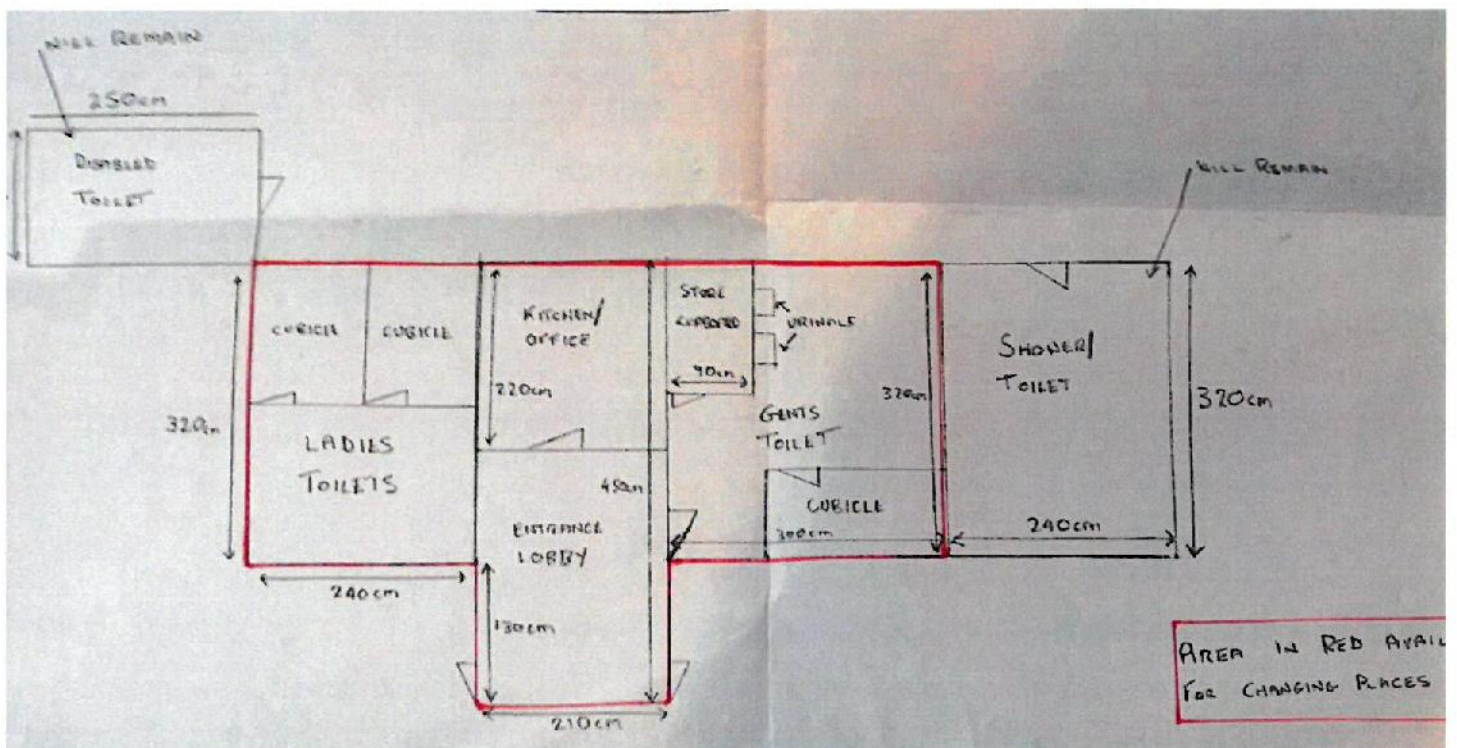 WILL REMAIN
250cm
DISABLED
TOILET
WILL REMAIN
CUBICLE
CUBICLE
KITCHEN/
OFFICE
STORE
CUPBOARD
URINALS
SHOWER/
TOILET
90cm
220cm
320cm
320cm
320cm
LADIES
TOILETS
GENTS
TOILET
450cm
CUBICLE
ENTRANCE
LOBBY
300cm
240cm
240cm
130cm
210cm
AREA IN RED AVAIL
FOR CHANGING PLACES